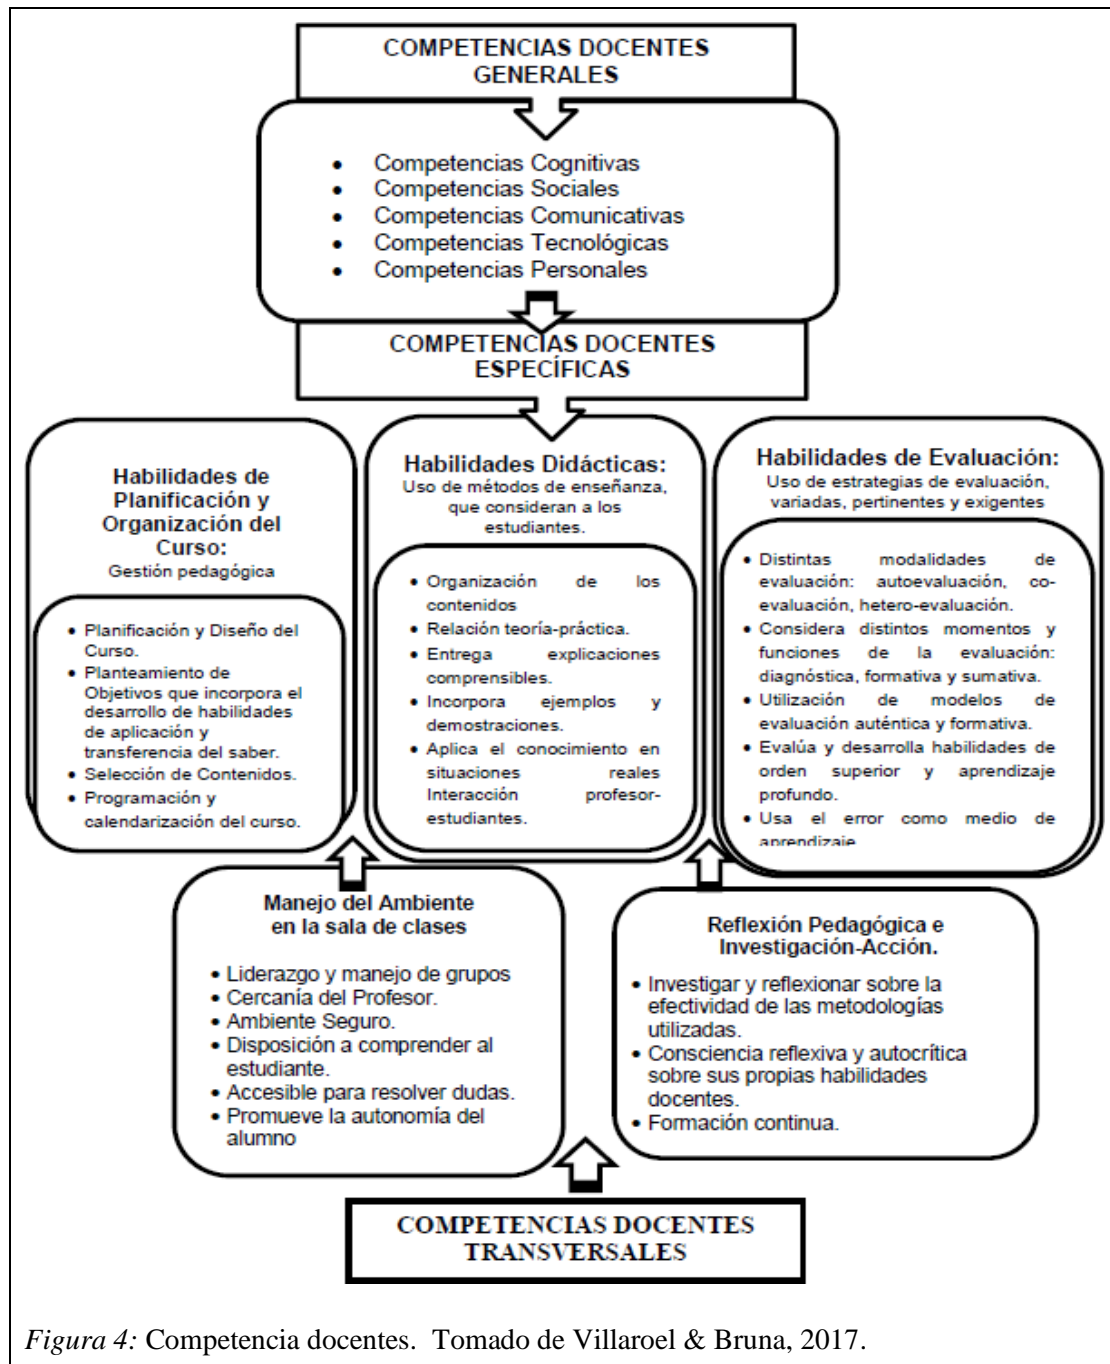 COMPETENCIAS DOCENTES
GENERALES
• Competencias Cognitivas
• Competencias Sociales
• Competencias Comunicativas
• Competencias Tecnológicas
• Competencias Personales
COMPETENCIAS DOCENTES
ESPECÍFICAS
Habilidades de
Planificación y
Organización del
Curso:
Gestión pedagógica
• Planificación y Diseño del
Curso.
• Planteamiento de
Objetivos que incorpora el
desarrollo de habilidades
de aplicación y
transferencia del saber.
• Selección de Contenidos.
• Programación y
calendarización del curso.
Habilidades Didácticas:
Uso de métodos de enseñanza,
que consideran a los
estudiantes.
• Organización de los
contenidos
• Relación teoría-práctica.
• Entrega explicaciones
comprensibles.
• Incorpora ejemplos y
demostraciones.
• Aplica el conocimiento en
situaciones reales
Interacción profesor-
estudiantes.
Habilidades de Evaluación:
Uso de estrategias de evaluación,
variadas, pertinentes y exigentes
• Distintas modalidades de
evaluación: autoevaluación, co-
evaluación, hetero-evaluación.
• Considera distintos momentos y
funciones de la evaluación:
diagnóstica, formativa y sumativa.
• Utilización de modelos de
evaluación auténtica y formativa.
• Evalúa y desarrolla habilidades de
orden superior y aprendizaje
profundo.
• Usa el error como medio de
aprendizaje
Manejo del Ambiente
en la sala de clases
• Liderazgo y manejo de grupos
• Cercanía del Profesor.
• Ambiente Seguro.
• Disposición a comprender al
estudiante.
• Accesible para resolver dudas.
• Promueve la autonomía del
alumno
Reflexión Pedagógica e
Investigación-Acción.
• Investigar y reflexionar sobre la
efectividad de las metodologías
utilizadas.
• Consciencia reflexiva y autocrítica
sobre sus propias habilidades
docentes.
• Formación continua.
COMPETENCIAS DOCENTES
TRANSVERSALES
Figura 4: Competencia docentes. Tomado de Villaroel & Bruna, 2017.